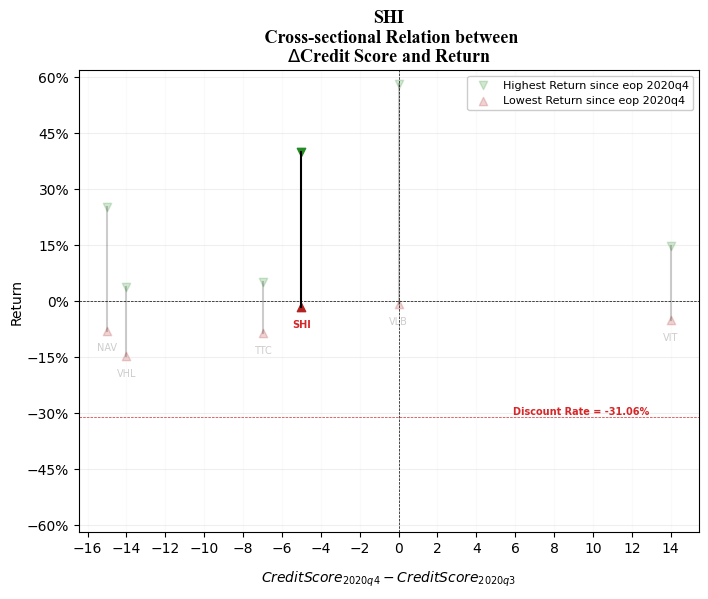 SHI
Cross-sectional Relation between
ΔCredit Score and Return
Highest Return since eop 2020q4
Lowest Return since eop 2020q4
60%
45%
30%
15%
0%
−15%
−30%
−45%
−60%
Return
NAV
VHL
TTC
SHI
VCB
VIT
Discount Rate = -31.06%
−16 −14 −12 −10 −8 −6 −4 −2 0 2 4 6 8 10 12 14
CreditScore2020q4 − CreditScore2020q3